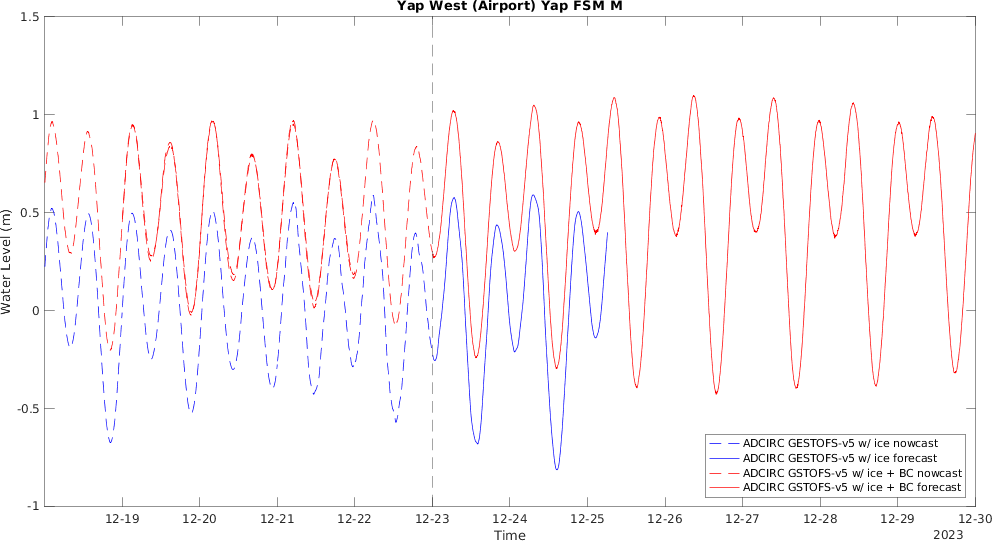 Yap West (Airport) Yap FSM M
1.5
1
0.5
0
-0.5
-1
Water Level (m)
12-19 12-20 12-21 12-22 12-23 12-24 12-25 12-26 12-27 12-28 12-29 12-30
Time
2023
ADCIRC GESTOFS-v5 w/ ice nowcast
ADCIRC GESTOFS-v5 w/ ice forecast
ADCIRC GSTOFS-v5 w/ ice + BC nowcast
ADCIRC GSTOFS-v5 w/ ice + BC forecast